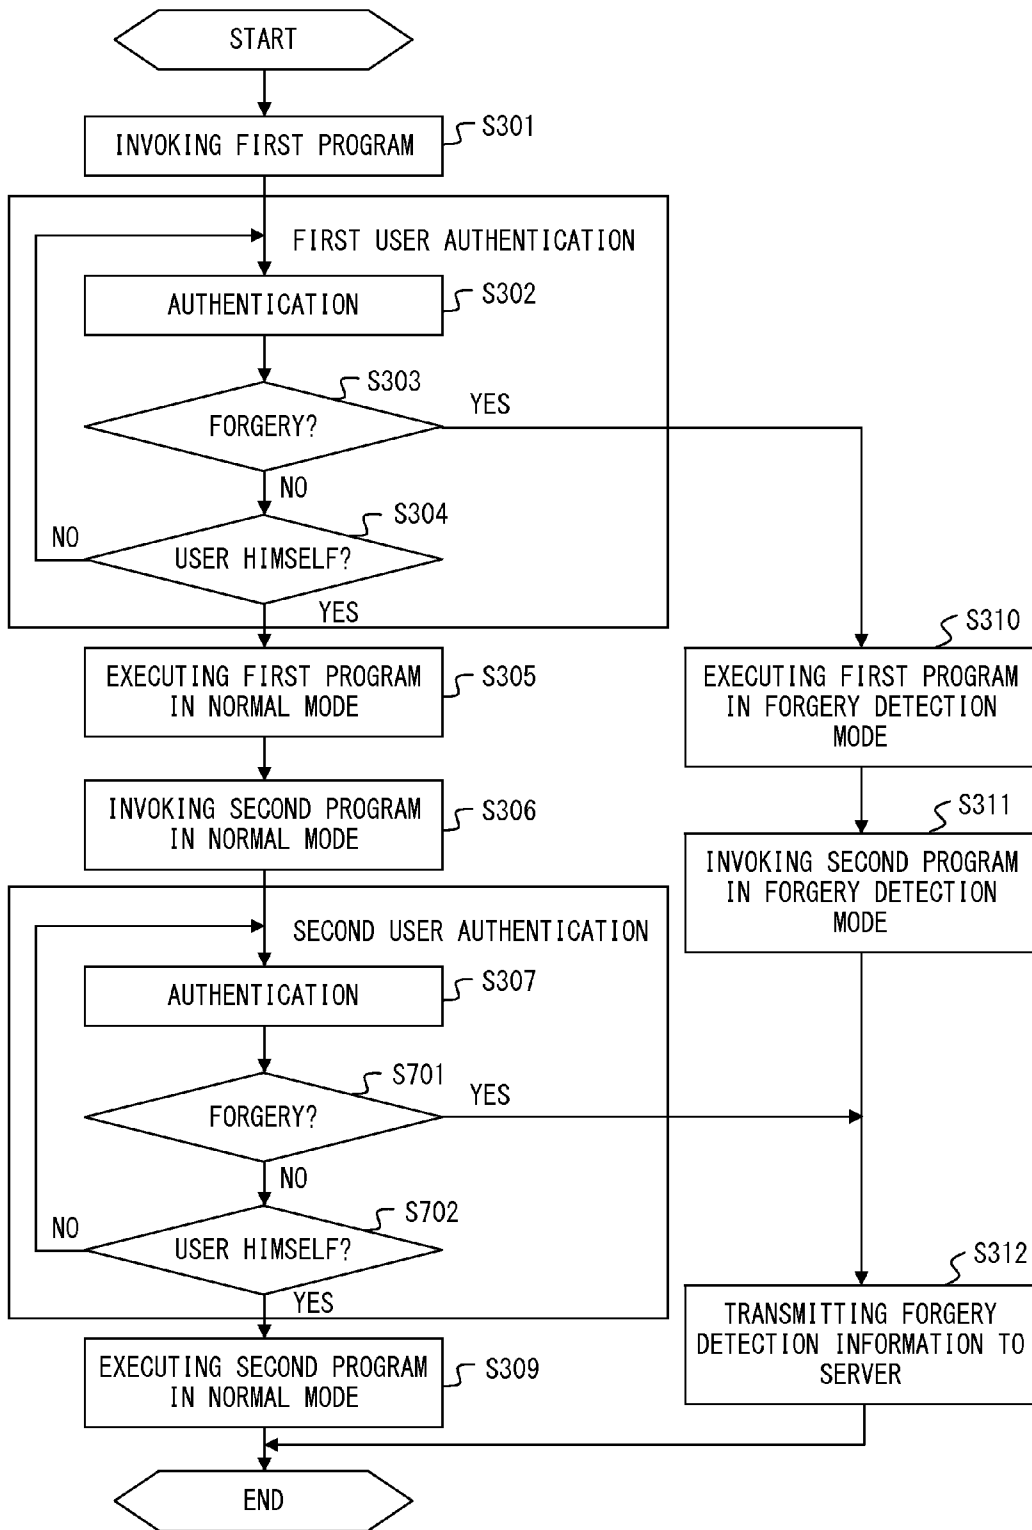 START
INVOKING FIRST PROGRAM
S301
FIRST USER AUTHENTICATION
AUTHENTICATION
S302
FORGERY?
S303
YES
NO
USER HIMSELF?
S304
NO
YES
EXECUTING FIRST PROGRAM
IN NORMAL MODE
S305
INVOKING SECOND PROGRAM
IN NORMAL MODE
S306
SECOND USER AUTHENTICATION
AUTHENTICATION
S307
FORGERY?
S701
YES
NO
USER HIMSELF?
S702
NO
YES
EXECUTING SECOND PROGRAM
IN NORMAL MODE
S309
S310
EXECUTING FIRST PROGRAM
IN FORGERY DETECTION
MODE
S311
INVOKING SECOND PROGRAM
IN FORGERY DETECTION
MODE
S312
TRANSMITTING FORGERY
DETECTION INFORMATION TO
SERVER
END